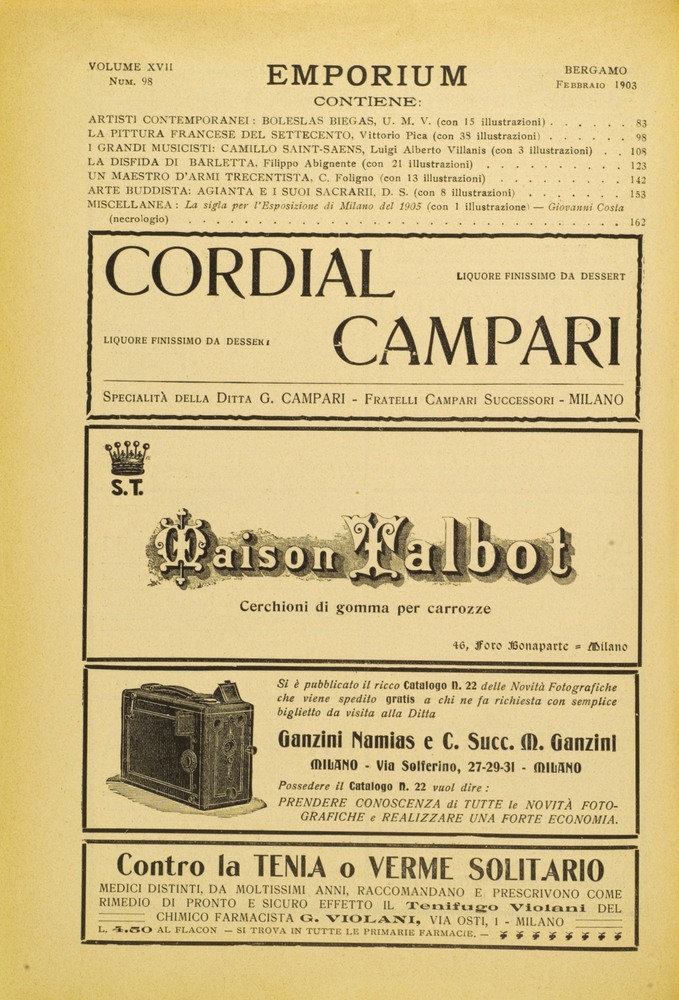 VOLUME XVII
NUM. 98
EMPORIUM
BERGAMO
FEBBRAIO 1903
CONTIENE:
ARTISTI CONTEMPORANEI: BOLESLAS BIEGAS, U. M. V. (con 15 illustrazioni) . . . . . . 83
LA PITTURA FRANCESE DEL SETTECENTO, Vittorio Pica (con 38 illustrazioni) . . . . . . 98
I GRANDI MUSICISTI: CAMILLO SAINT-SAENS, Luigi Alberto Villanis (con 3 illustrazioni) . . 108
LA DISFIDA DI BARLETTA, Filippo Abignente (con 21 illustrazioni) . . . . . . . . . . 123
UN MAESTRO D'ARMI TRECENTISTA, C. Foligno (con 13 illustrazioni) . . . . . . . . . 142
ARTE BUDDISTA: AGIANTA E I SUOI SACRARII, D. S. (con 8 illustrazioni) . . . . . . . 153
MISCELLANEA: La sigla per l'Esposizione di Milano del 1905 (con 1 illustrazione) — Giovanni Costa
(necrologio) . . . . . . . . . . . . . . . . . . . . . . . . . . . . . . 162
CORDIAL
LIQUORE FINISSIMO DA DESSERT
LIQUORE FINISSIMO DA DESSERT
CAMPARI
SPECIALITÀ DELLA DITTA G. CAMPARI - FRATELLI CAMPARI SUCCESSORI - MILANO
S.T.
Maison Talbot
Cerchioni di gomma per carrozze
46, Foro Bonaparte = Milano
Si è pubblicato il ricco Catalogo N. 22 delle Novità Fotografiche
che viene spedito gratis a chi ne fa richiesta con semplice
biglietto da visita alla Ditta
Ganzini Namias e C. Succ. M. Ganzini
MILANO - Via Solferino, 27-29-31 - MILANO
Possedere il Catalogo N. 22 vuol dire:
PRENDERE CONOSCENZA di TUTTE le NOVITÀ FOTO-
GRAFICHE e REALIZZARE UNA FORTE ECONOMIA.
Contro la TENIA o VERME SOLITARIO
MEDICI DISTINTI, DA MOLTISSIMI ANNI, RACCOMANDANO E PRESCRIVONO COME
RIMEDIO DI PRONTO E SICURO EFFETTO IL Tenifugo Violani DEL
CHIMICO FARMACISTA G. VIOLANI, VIA OSTI, 1 - MILANO
L. 4.50 AL FLACON — SI TROVA IN TUTTE LE PRIMARIE FARMACIE. —